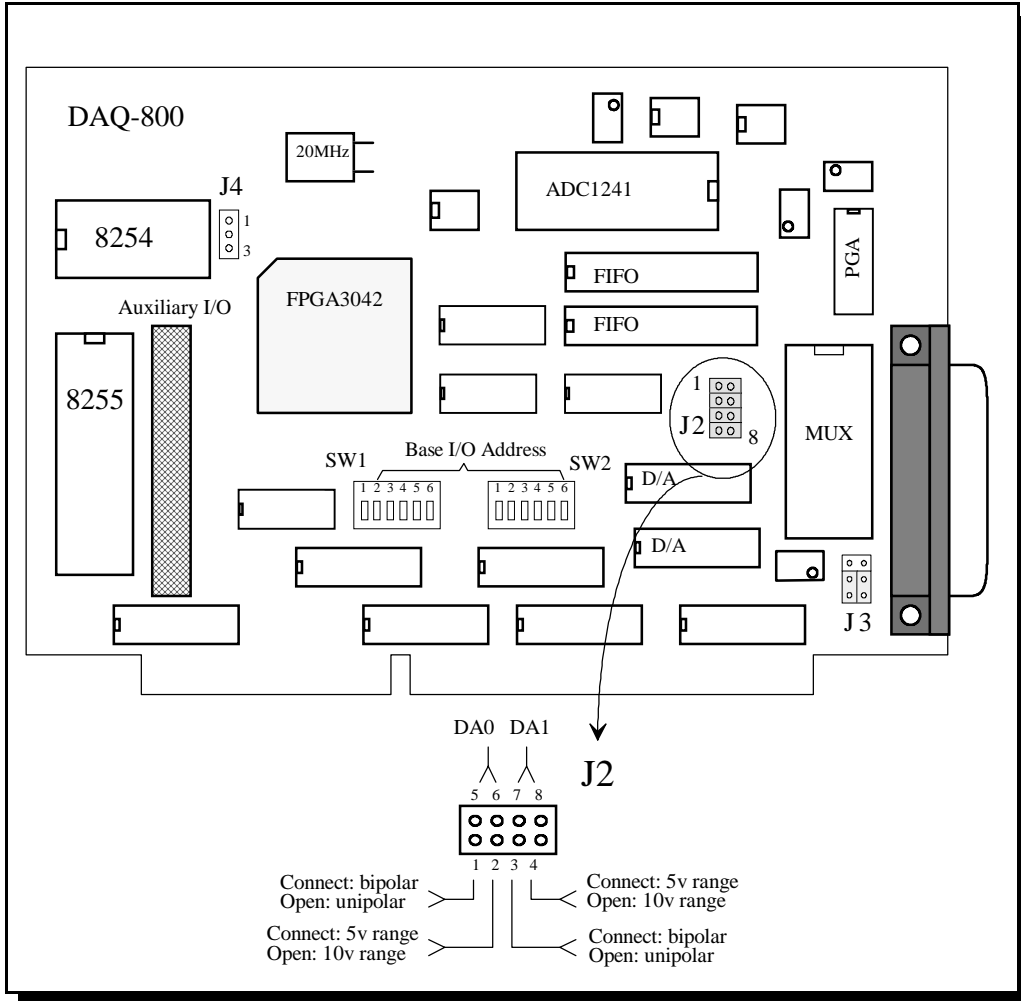 DAQ-800
20MHz
ADC1241
J4
1
3
8254
PGA
FIFO
FPGA3042
Auxiliary I/O
FIFO
8255
1
J2
8
MUX
Base I/O Address
SW1
SW2
1 2 3 4 5 6
1 2 3 4 5 6
D/A
D/A
J3
DA0 DA1
J2
5 6 7 8
1 2 3 4
Connect: bipolar
Open: unipolar
Connect: 5v range
Open: 10v range
Connect: 5v range
Open: 10v range
Connect: bipolar
Open: unipolar